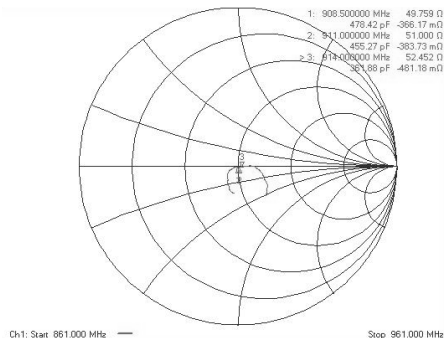 1: 908.500000 MHz 49.759 Ω
478.42 pF -366.17 mΩ
2: 911.000000 MHz 51.000 Ω
455.27 pF -383.73 mΩ
> 3: 914.000000 MHz 52.452 Ω
361.88 pF -481.18 mΩ
3
Ch1: Start 861.000 MHz
Stop 961.000 MHz